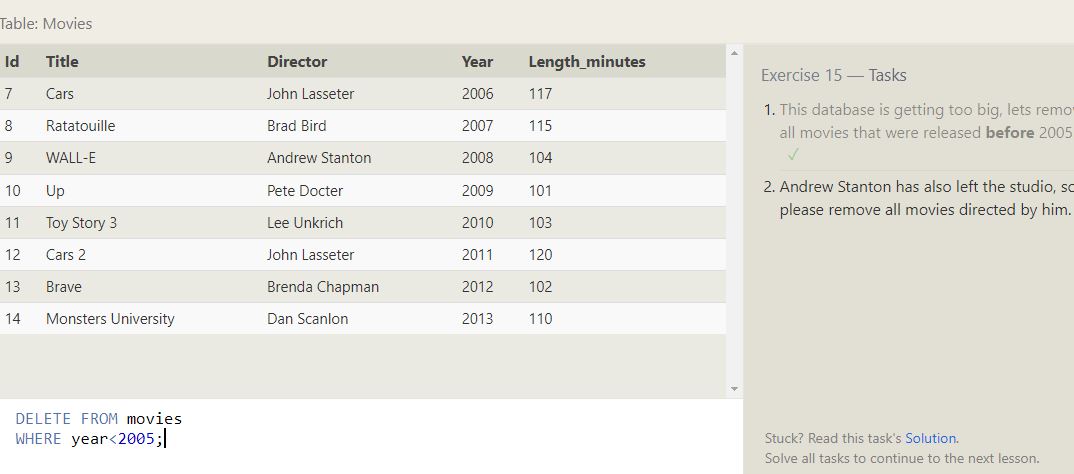 Table: Movies
Id Title Director Year Length_minutes
7 Cars John Lasseter 2006 117
8 Ratatouille Brad Bird 2007 115
9 WALL-E Andrew Stanton 2008 104
10 Up Pete Docter 2009 101
11 Toy Story 3 Lee Unkrich 2010 103
12 Cars 2 John Lasseter 2011 120
13 Brave Brenda Chapman 2012 102
14 Monsters University Dan Scanlon 2013 110
DELETE FROM movies
WHERE year<2005;
Exercise 15 — Tasks
1. This database is getting too big, lets remov
all movies that were released before 2005
✓
2. Andrew Stanton has also left the studio, so
please remove all movies directed by him.
Stuck? Read this task's Solution.
Solve all tasks to continue to the next lesson.